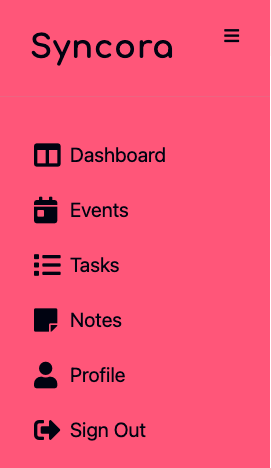 Syncora
Dashboard
Events
Tasks
Notes
Profile
Sign Out